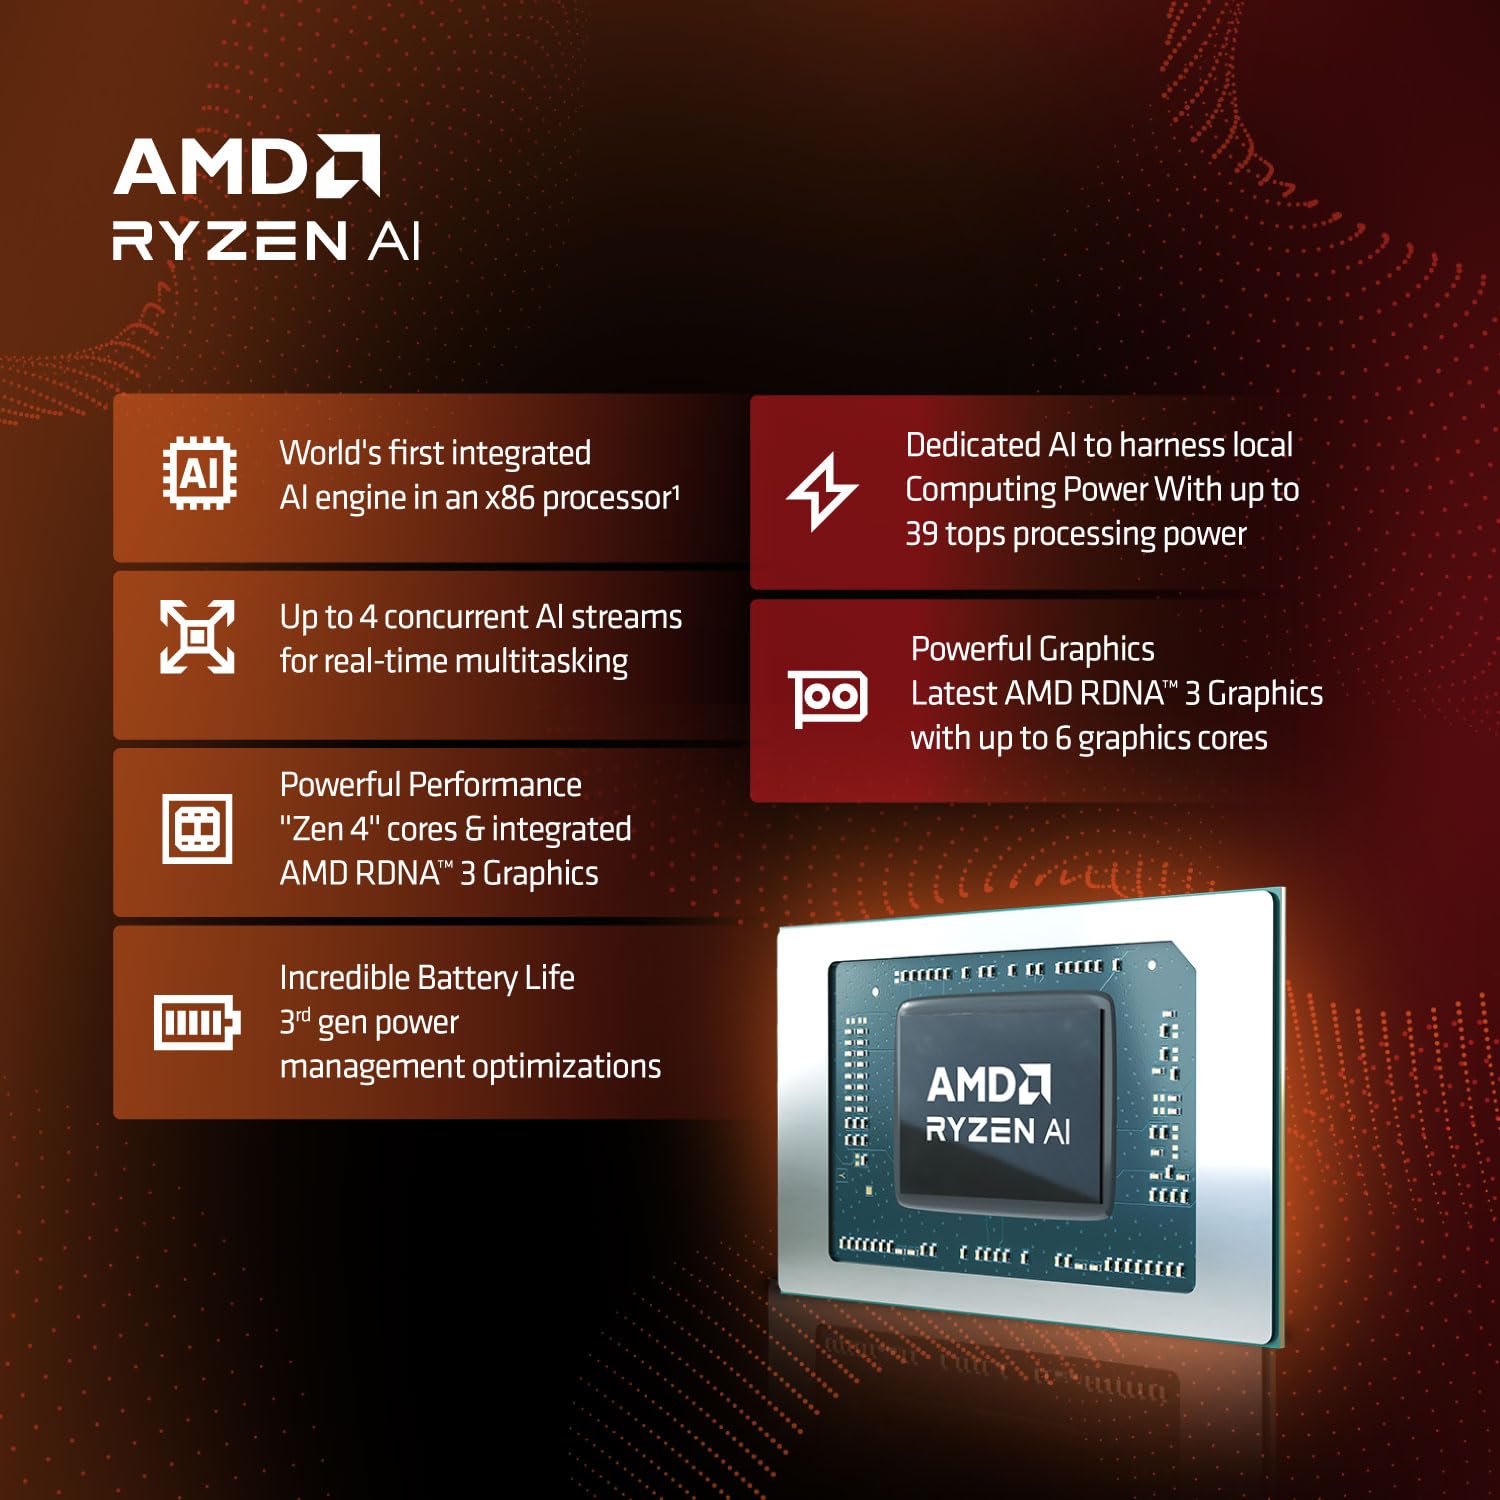 AMD
RYZEN AI
AI
World's first integrated
AI engine in an x86 processor¹
Up to 4 concurrent AI streams
for real-time multitasking
Powerful Performance
"Zen 4" cores & integrated
AMD RDNA™ 3 Graphics
Incredible Battery Life
3rd gen power
management optimizations
Dedicated AI to harness local
Computing Power With up to
39 tops processing power
Powerful Graphics
Latest AMD RDNA™ 3 Graphics
with up to 6 graphics cores
AMD
RYZEN AI